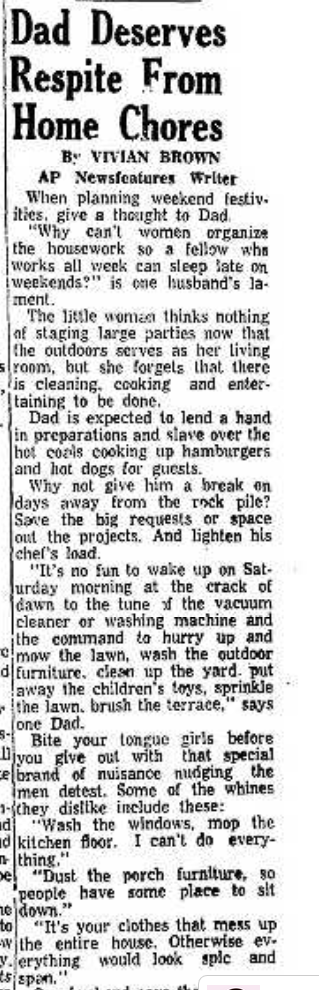 Dad Deserves
Respite From
Home Chores
By VIVIAN BROWN
AP Newsfeatures Writer
When planning weekend festiv-
ities, give a thought to Dad.
"Why can't women organize
the housework so a fellow who
works all week can sleep late on
weekends?" is one husband's la-
ment.
The little woman thinks nothing
of staging large parties now that
the outdoors serves as her living
room, but she forgets that there
is cleaning, cooking and enter-
taining to be done.
Dad is expected to lend a hand
in preparations and slave over the
hot coals cooking up hamburgers
and hot dogs for guests.
Why not give him a break on
days away from the rock pile?
Save the big requests or space
out the projects. And lighten his
chef's load.
"It's no fun to wake up on Sat-
urday morning at the crack of
dawn to the tune of the vacuum
cleaner or washing machine and
the command to hurry up and
mow the lawn, wash the outdoor
furniture, clean up the yard, put
away the children's toys, sprinkle
the lawn, brush the terrace," says
one Dad.
Bite your tongue girls before
you give out with that special
brand of nuisance nudging the
men detest. Some of the whines
they dislike include these:
"Wash the windows, mop the
kitchen floor. I can't do every-
thing."
"Dust the porch furniture, so
people have some place to sit
down."
"It's your clothes that mess up
the entire house. Otherwise ev-
erything would look spic and
span."